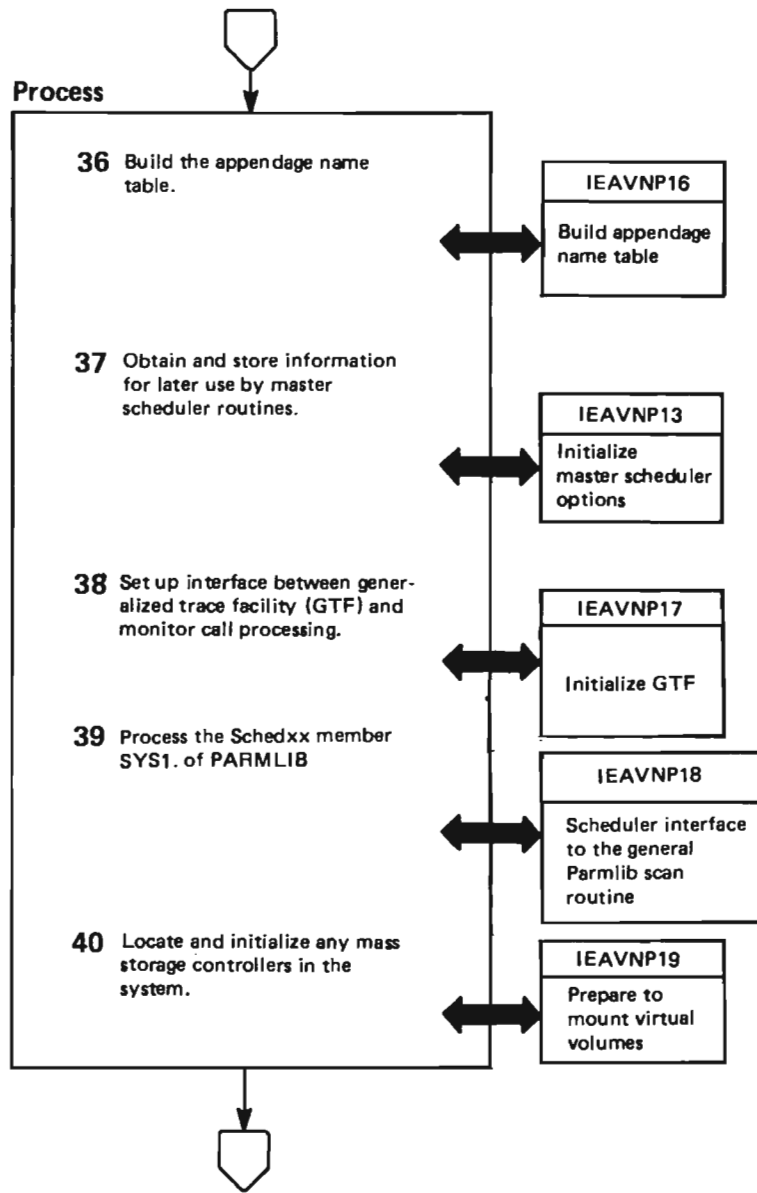 Process
36 Build the appendage name
table.
IEAVNP16
Build appendage
name table
37 Obtain and store information
for later use by master
scheduler routines.
IEAVNP13
Initialize
master scheduler
options
38 Set up interface between gener-
alized trace facility (GTF) and
monitor call processing.
IEAVNP17
Initialize GTF
39 Process the Schedxx member
SYS1. of PARMLIB
IEAVNP18
Scheduler interface
to the general
Parmlib scan
routine
40 Locate and initialize any mass
storage controllers in the
system.
IEAVNP19
Prepare to
mount virtual
volumes